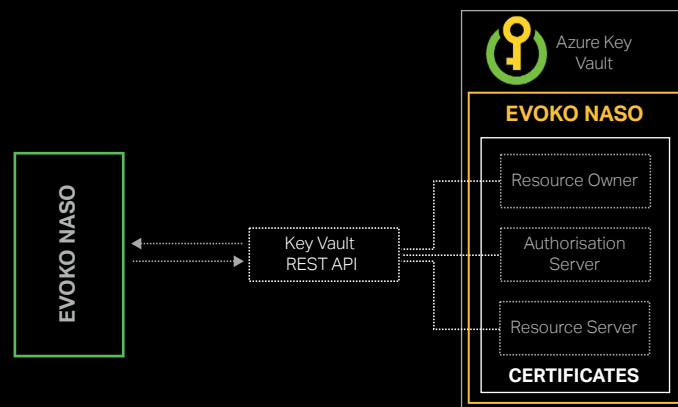 Azure Key
Vault
EVOKO NASO
EVOKO NASO
Key Vault
REST API
Resource Owner
Authorisation
Server
Resource Server
CERTIFICATES